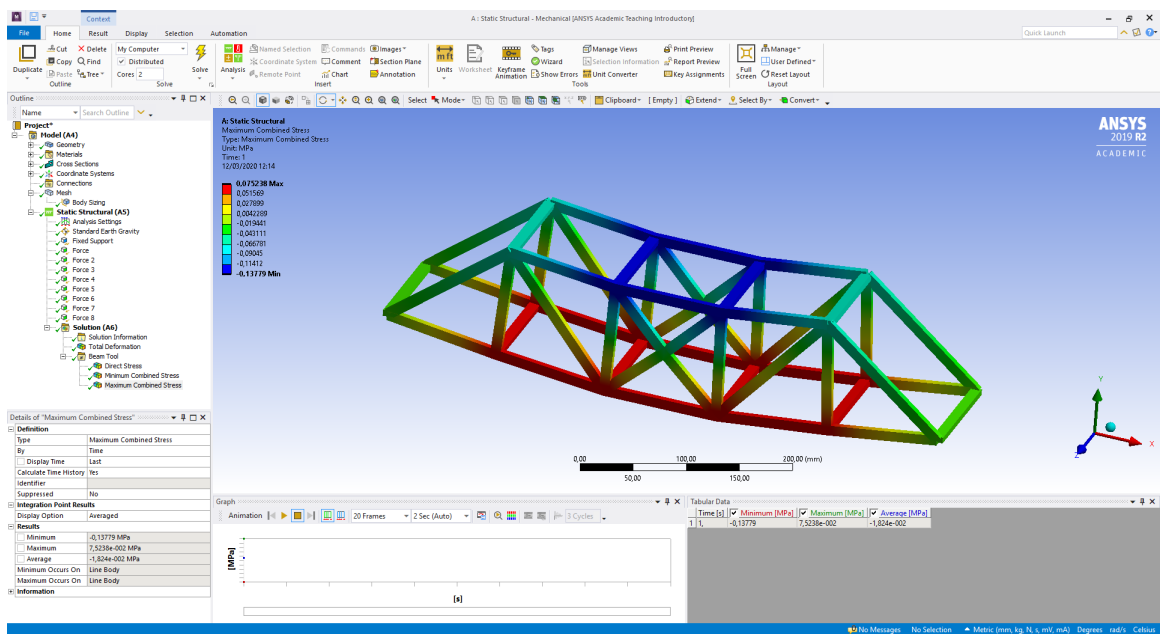 A : Static Structural - Mechanical [ANSYS Academic Teaching Introductory]
Context
File Home Result Display Selection Automation
Quick Launch
Duplicate
Cut
Copy
Paste
Delete
Find
Tree
Outline
My Computer
Distributed
Cores 2
Solve
Solve
Analysis
Named Selection
Coordinate System
Remote Point
Commands
Comment
Chart
Images
Section Plane
Annotation
Insert
Units
Worksheet
Keyframe
Animation
Tags
Wizard
Show Errors
Manage Views
Selection Information
Unit Converter
Print Preview
Report Preview
Key Assignments
Tools
Full
Screen
Manage
User Defined
Reset Layout
Layout
Outline
Name Search Outline
Select Mode Clipboard [ Empty ] Extend Select By Convert
Project*
Model (A4)
Geometry
Materials
Cross Sections
Coordinate Systems
Connections
Mesh
Body Sizing
Static Structural (A5)
Analysis Settings
Standard Earth Gravity
Fixed Support
Force
Force 2
Force 3
Force 4
Force 5
Force 6
Force 7
Force 8
Solution (A6)
Solution Information
Total Deformation
Beam Tool
Direct Stress
Minimum Combined Stress
Maximum Combined Stress
A: Static Structural
Maximum Combined Stress
Type: Maximum Combined Stress
Unit: MPa
Time: 1
12/03/2020 12:14
0,075238 Max
0,051569
0,027899
0,0042289
-0,019441
-0,043111
-0,066781
-0,09045
-0,11412
-0,13779 Min
ANSYS
2019 R2
ACADEMIC
0,00 100,00 200,00 (mm)
50,00 150,00
Y
X
Z
Details of "Maximum Combined Stress"
Definition
Type Maximum Combined Stress
By Time
Display Time Last
Calculate Time History Yes
Identifier
Suppressed No
Integration Point Results
Display Option Averaged
Results
Minimum -0,13779 MPa
Maximum 7,5238e-002 MPa
Average -1,824e-002 MPa
Minimum Occurs On Line Body
Maximum Occurs On Line Body
Information
Graph
Animation 20 Frames 2 Sec (Auto) 3 Cycles
[MPa]
[s]
Tabular Data
Time [s] Minimum [MPa] Maximum [MPa] Average [MPa]
1 1, -0,13779 7,5238e-002 -1,824e-002
No Messages No Selection Metric (mm, kg, N, s, mV, mA) Degrees rad/s Celsius